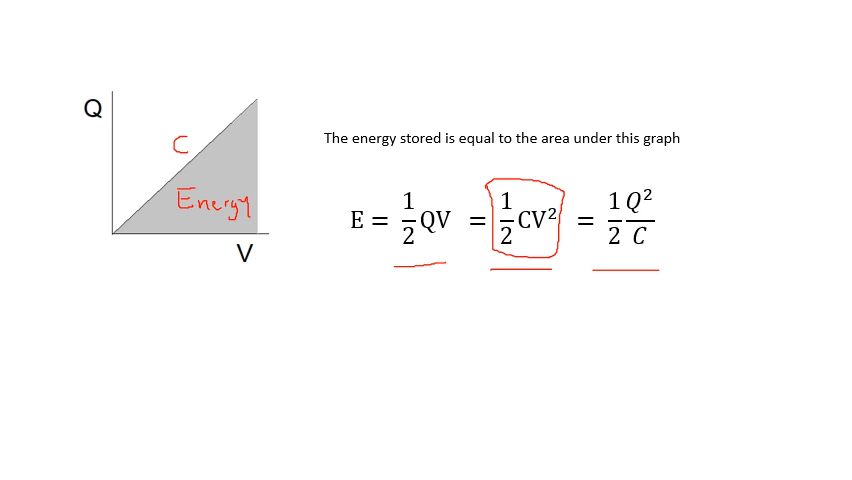 Q
C
Energy
V
The energy stored is equal to the area under this graph
E = 1/2 QV = 1/2 CV² = 1/2 Q²/C